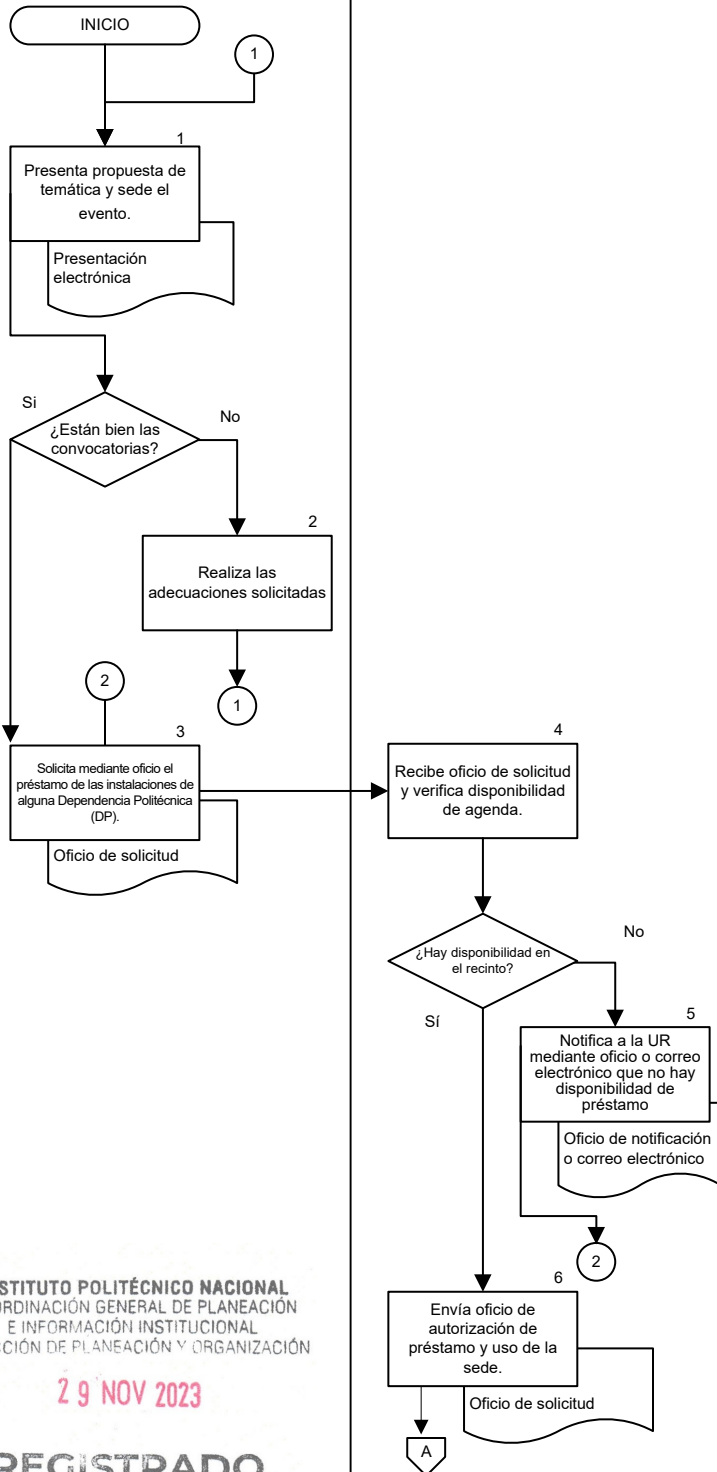 INICIO
1
1
Presenta propuesta de
temática y sede el
evento.
Presentación
electrónica
Si
¿Están bien las
convocatorias?
No
2
Realiza las
adecuaciones solicitadas
1
2
3
Solicita mediante oficio el
préstamo de las instalaciones de
alguna Dependencia Politécnica
(DP).
Oficio de solicitud
4
Recibe oficio de solicitud
y verifica disponibilidad
de agenda.
¿Hay disponibilidad en
el recinto?
No
Sí
5
Notifica a la UR
mediante oficio o correo
electrónico que no hay
disponibilidad de
préstamo
Oficio de notificación
o correo electrónico
2
6
Envía oficio de
autorización de
préstamo y uso de la
sede.
Oficio de solicitud
A
STITUTO POLITÉCNICO NACIONAL
ORDINACIÓN GENERAL DE PLANEACIÓN
E INFORMACIÓN INSTITUCIONAL
CCIÓN DE PLANEACIÓN Y ORGANIZACIÓN
29 NOV 2023
REGISTRADO